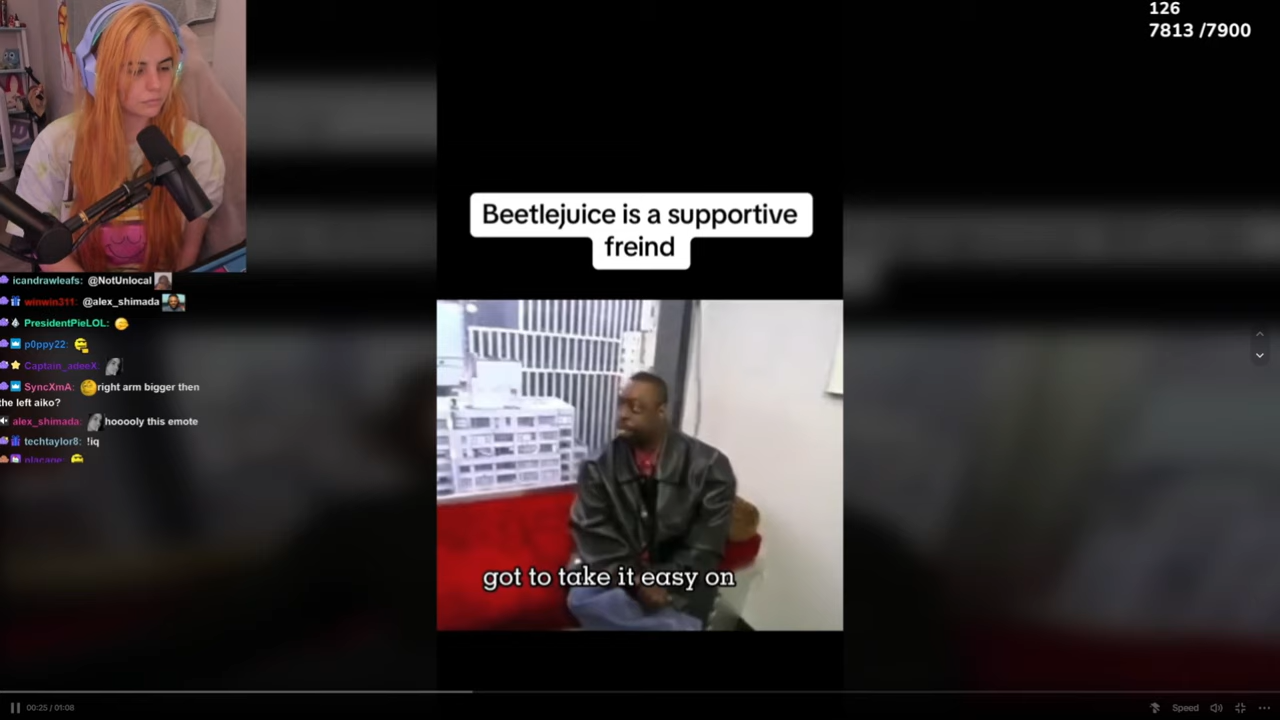 126
7813 /7900
Beetlejuice is a supportive
freind
icandrawleafs: @NotUnlocal
winwin311: @alex_shimada
PresidentPieLOL:
p0ppy22:
Captain_adeeX:
SyncXmA: right arm bigger then
the left aiko?
alex_shimada: hooooly this emote
techtaylor8: !iq
got to take it easy on
00:25 / 01:08
Speed